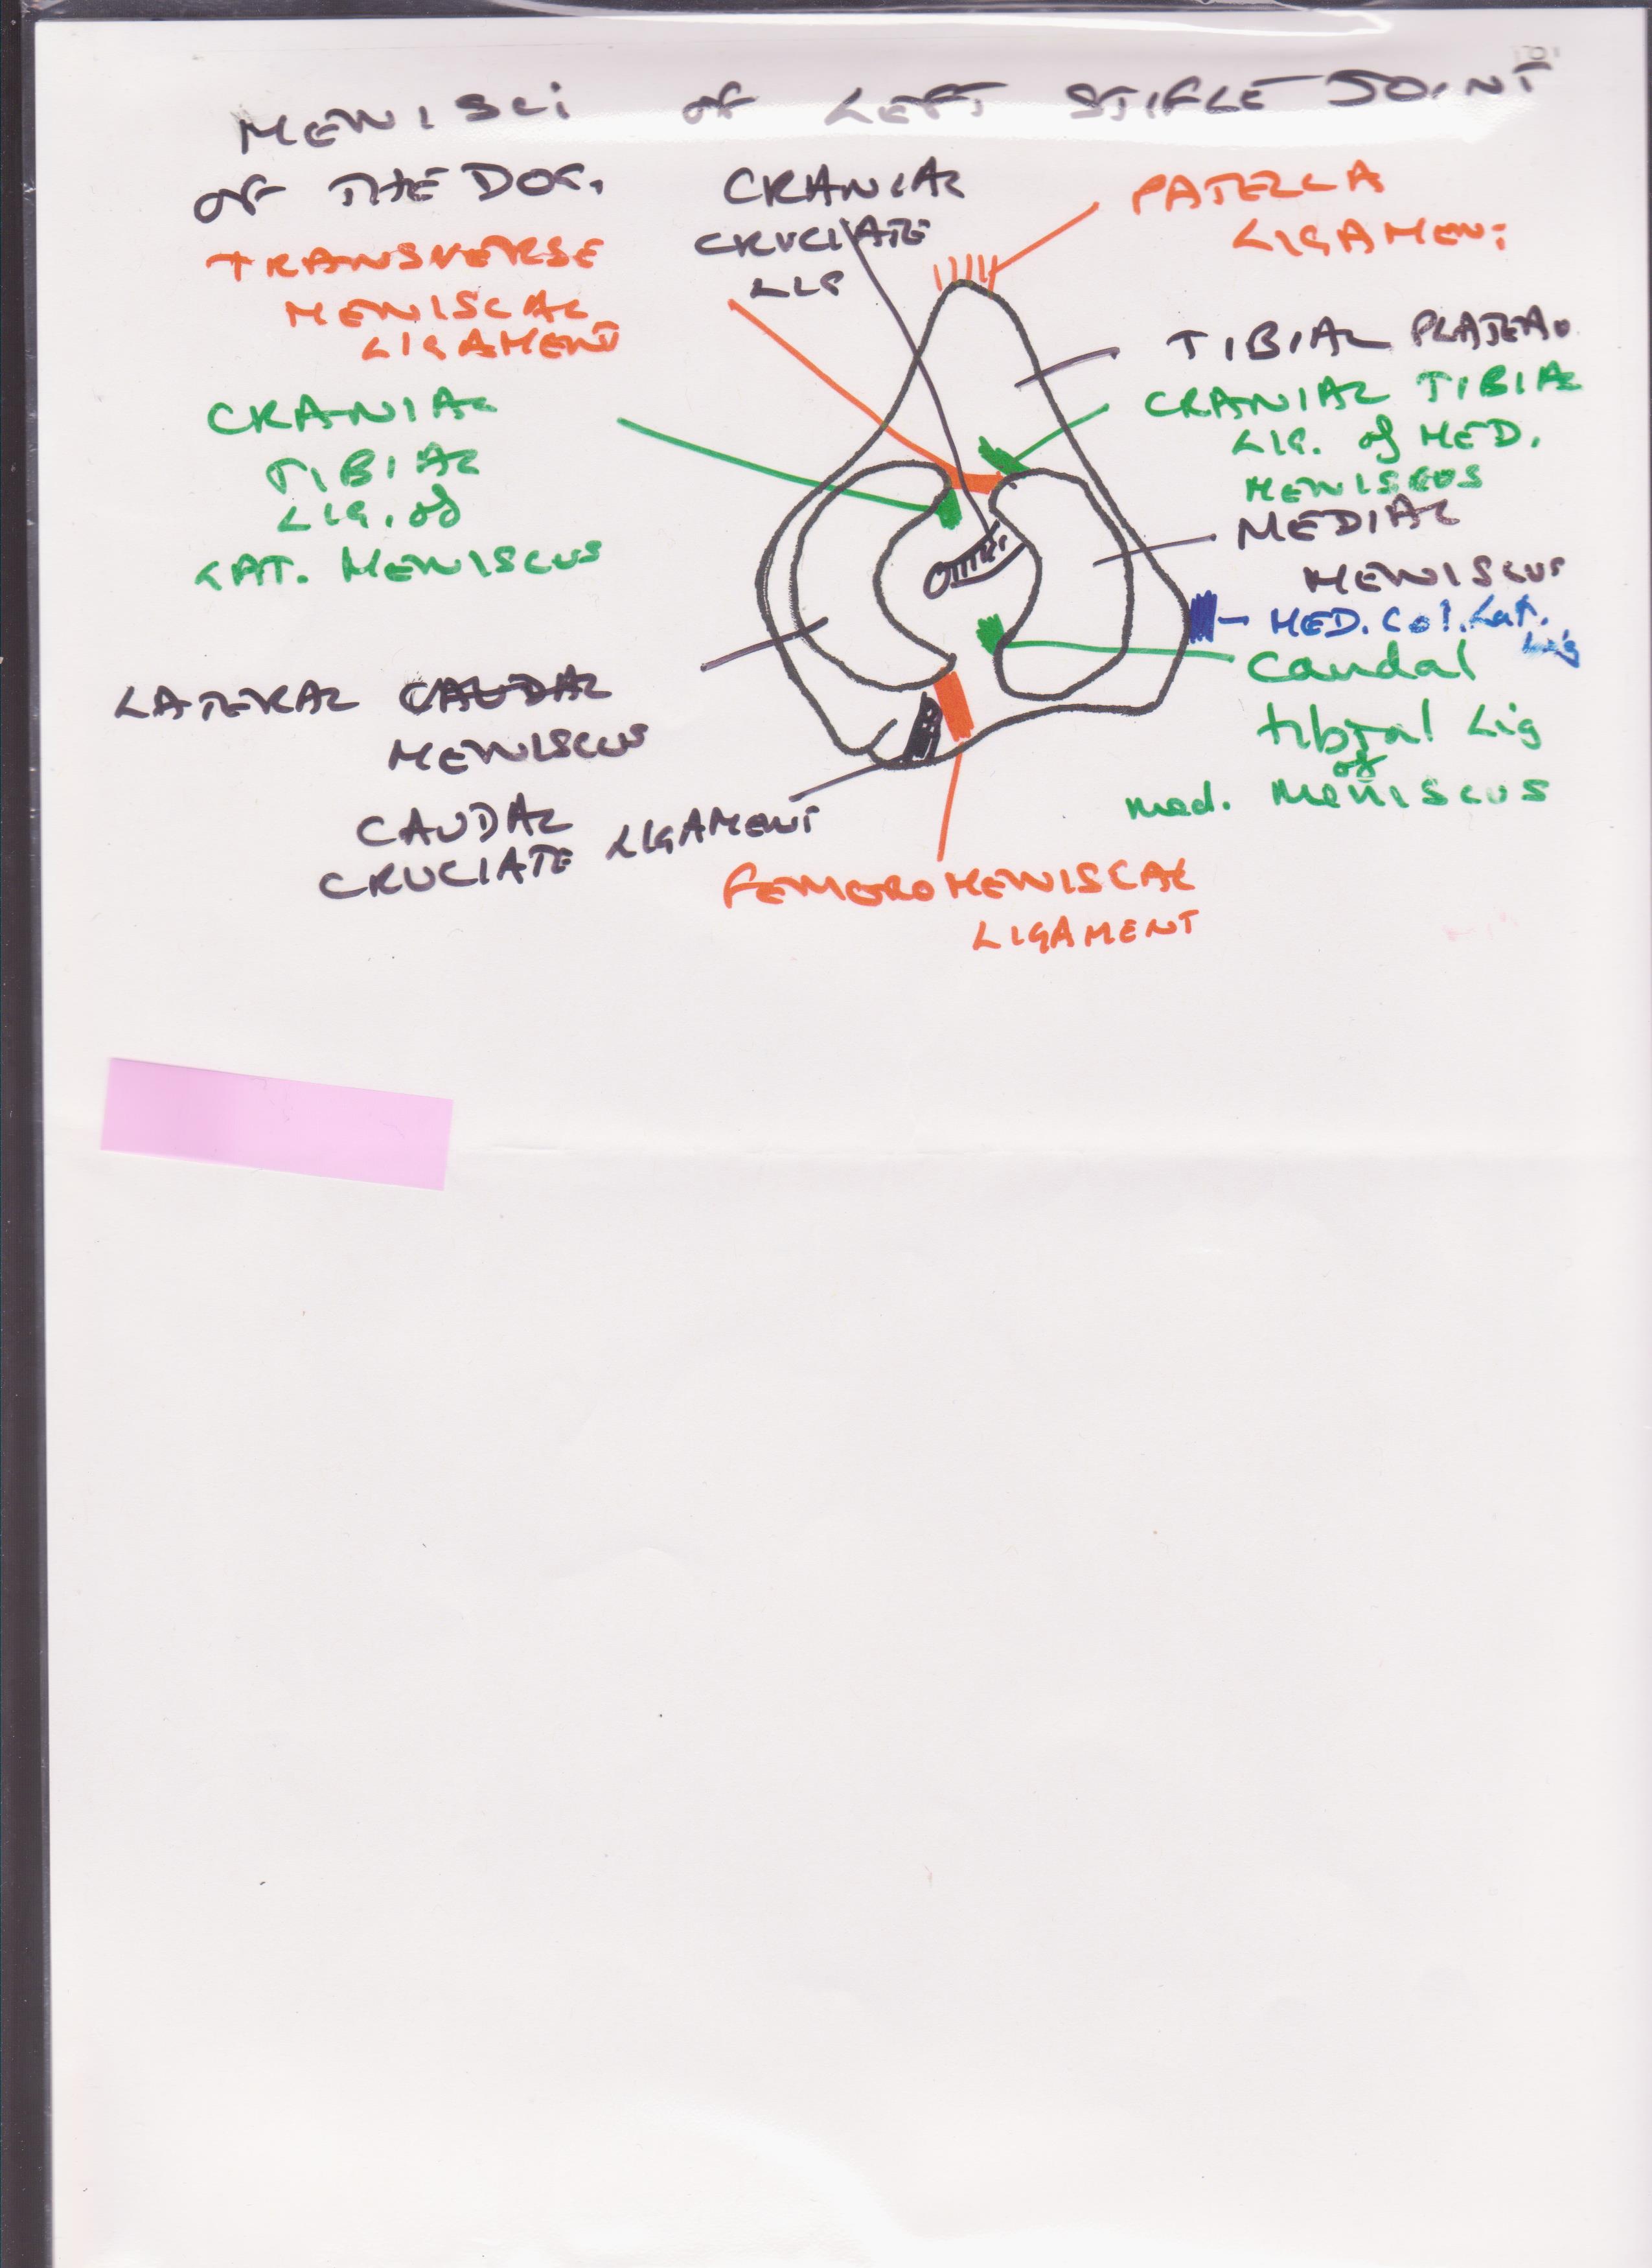 MENISCI OF LEFT STIFLE JOINT
OF THE DOG.
CRANIAL
CRUCIATE
LIG
PATELLA
LIGAMENT
TRANSVERSE
MENISCAL
LIGAMENT
TIBIAL PLATEAU
CRANIAL
TIBIAL
LIG. of
LAT. MENISCUS
CRANIAL TIBIAL
LIG. of MED.
MENISCUS
MEDIAL
MENISCUS
MED. Col. Lat.
Lig
Caudal
tibial Lig
of
med. Meniscus
LATERAL CAUDAL
MENISCUS
CAUDAL
CRUCIATE LIGAMENT
FEMEROMENISCAL
LIGAMENT